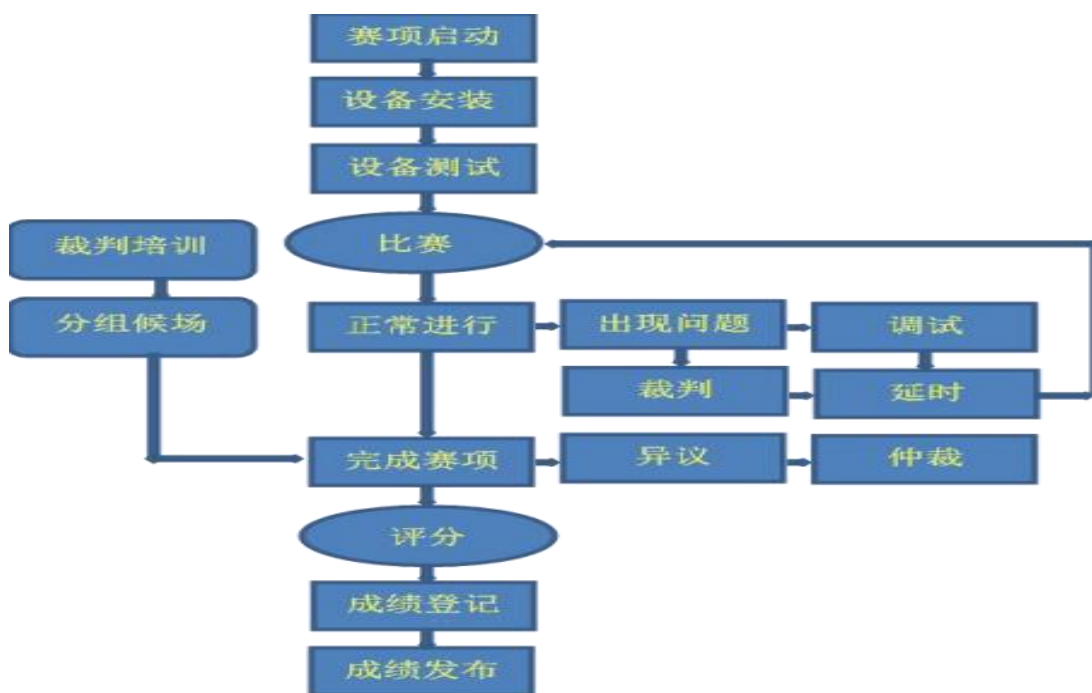 赛项启动
设备安装
设备测试
裁判培训
比赛
分组候场
正常进行
出现问题
调试
裁判
延时
完成赛项
异议
仲裁
评分
成绩登记
成绩发布